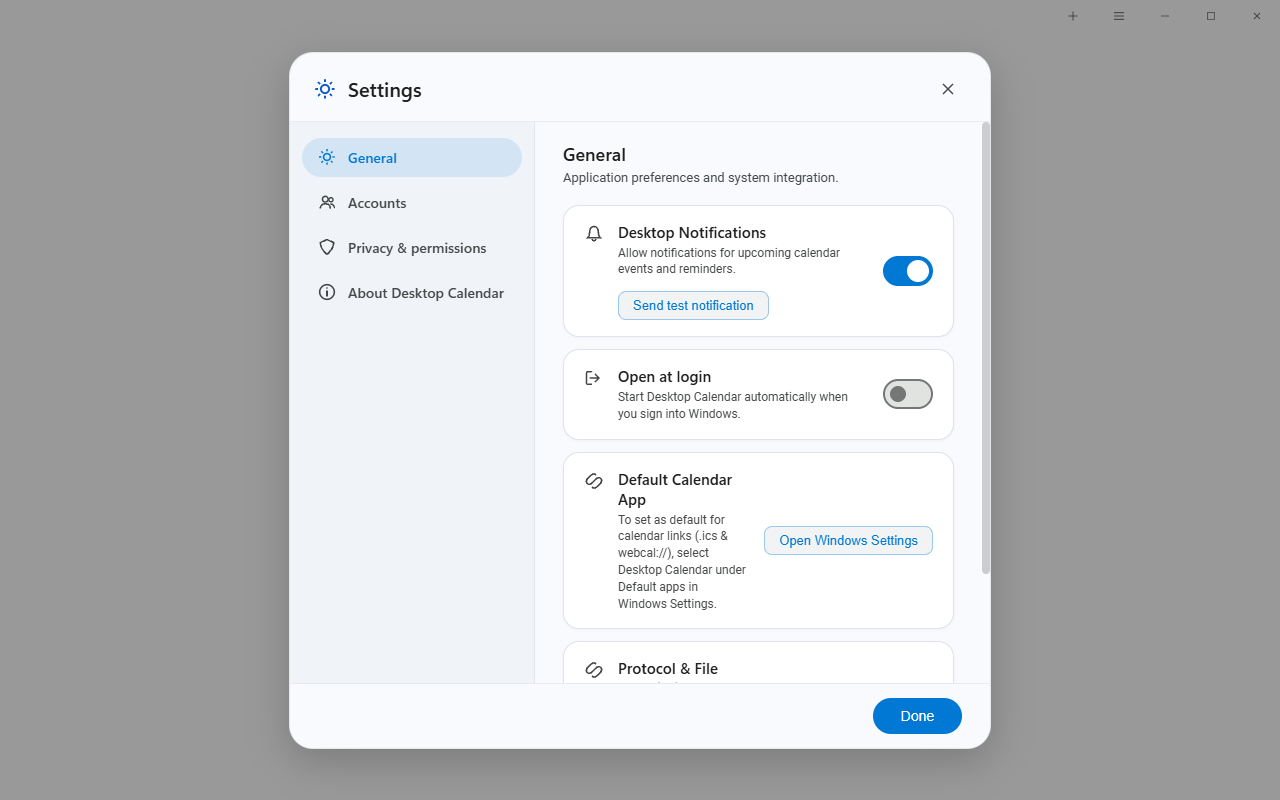 Settings
General
Accounts
Privacy & permissions
About Desktop Calendar
General
Application preferences and system integration.
Desktop Notifications
Allow notifications for upcoming calendar
events and reminders.
Send test notification
Open at login
Start Desktop Calendar automatically when
you sign into Windows.
Default Calendar
App
To set as default for
calendar links (.ics &
webcal://), select
Desktop Calendar under
Default apps in
Windows Settings.
Open Windows Settings
Protocol & File
Done